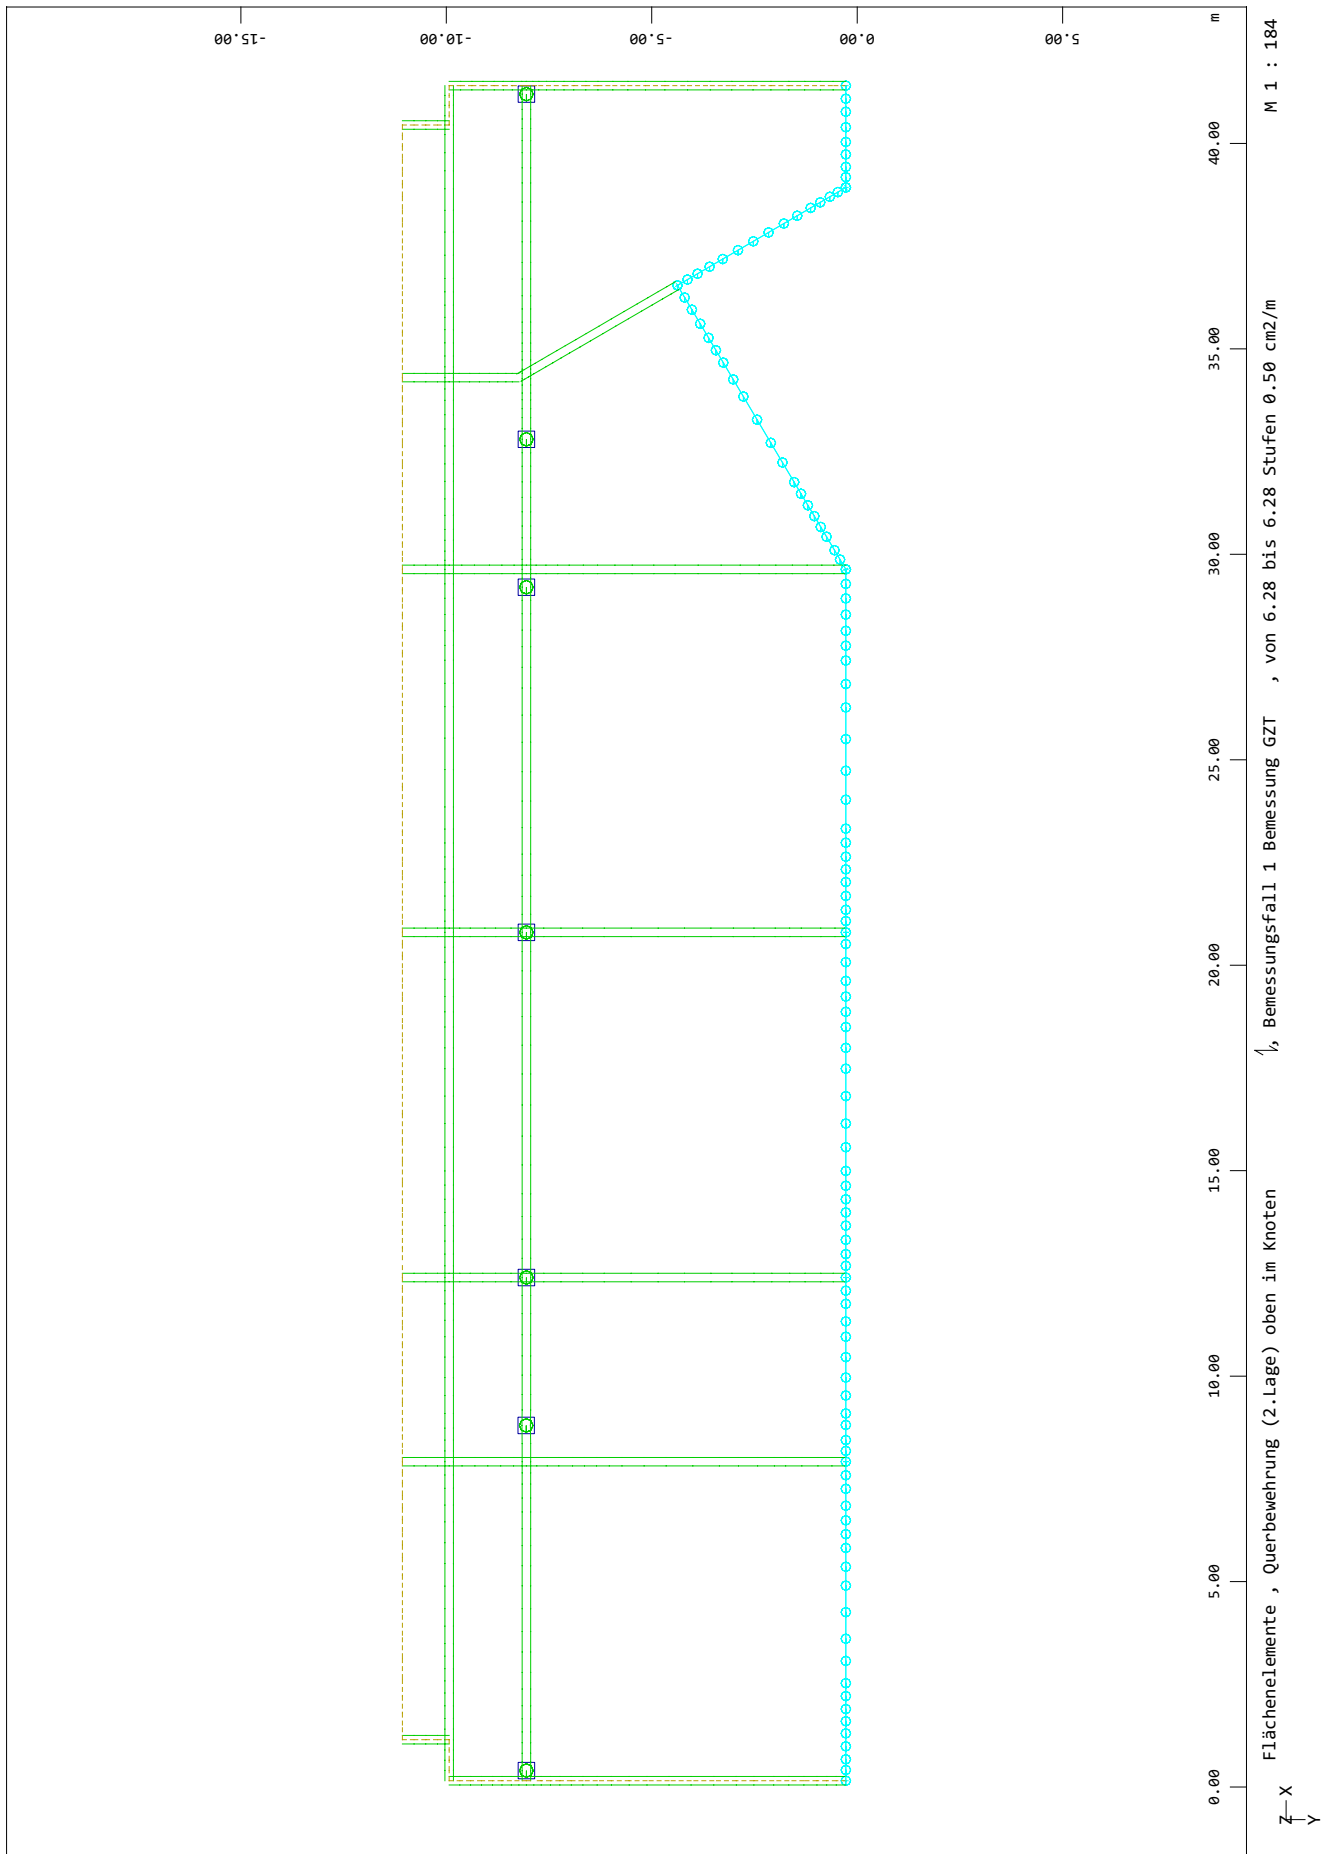 -15.00
-10.00
-5.00
0.00
5.00
m
0.00
5.00
10.00
15.00
20.00
25.00
30.00
35.00
40.00
M 1 : 184
Flächenelemente , Querbewehrung (2.Lage) oben im Knoten , Bemessungsfall 1 Bemessung GZT , von 6.28 bis 6.28 Stufen 0.50 cm2/m
X
Y
Z